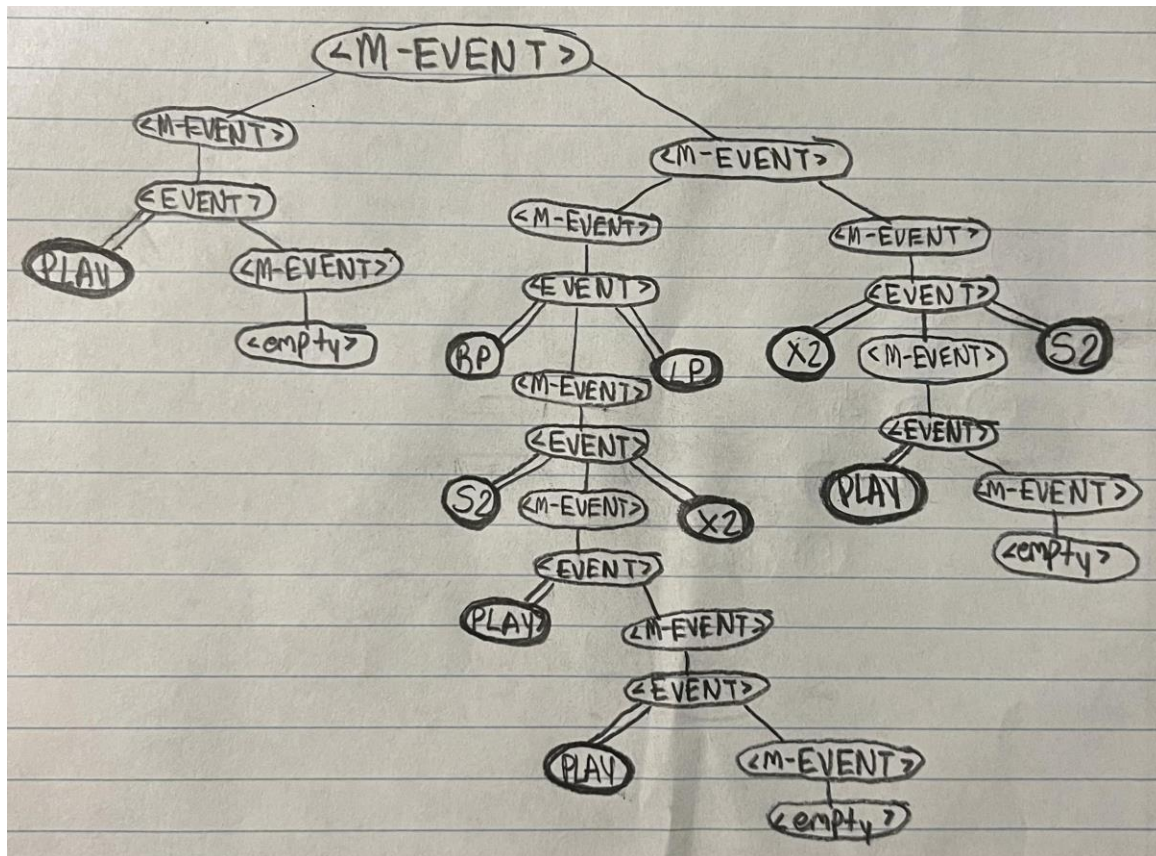 <M-EVENT>
<M-EVENT> <M-EVENT>
<EVENT> <M-EVENT> <M-EVENT>
PLAY <M-EVENT> <EVENT> <EVENT>
<empty> RP LP X2 <M-EVENT> S2
<M-EVENT> <EVENT>
<EVENT> PLAY <M-EVENT>
S2 <M-EVENT> X2 <empty>
<EVENT>
PLAY <M-EVENT>
<EVENT>
PLAY <M-EVENT>
<empty>